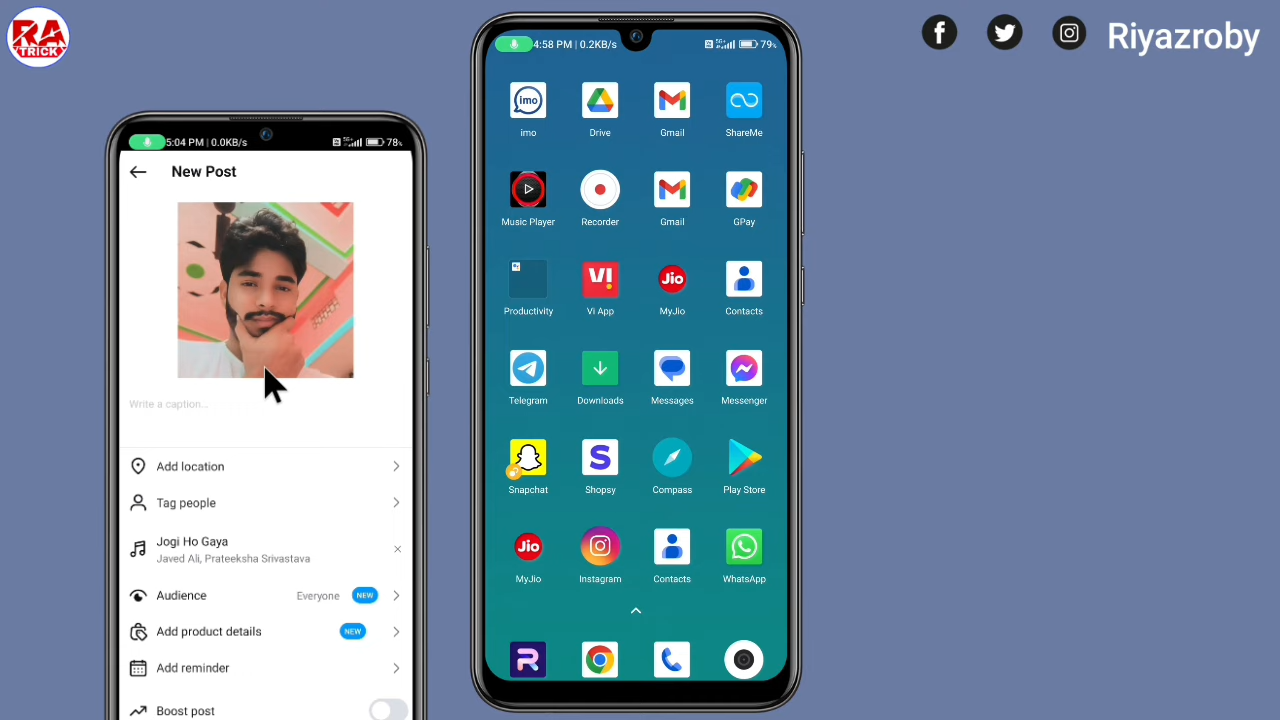 RA
TRICK
Riyazroby
5:04 PM | 0.0KB/s
78%
New Post
Write a caption...
Add location
Tag people
Jogi Ho Gaya
Javed Ali, Prateeksha Srivastava
Audience
Everyone
NEW
Add product details
NEW
Add reminder
Boost post
4:58 PM | 0.2KB/s
79%
imo
imo
Drive
Gmail
ShareMe
Music Player
Recorder
Gmail
GPay
Productivity
VI
Vi App
Jio
MyJio
Contacts
Telegram
Downloads
Messages
Messenger
Snapchat
S
Shopsy
Compass
Play Store
Jio
MyJio
Instagram
Contacts
WhatsApp
R